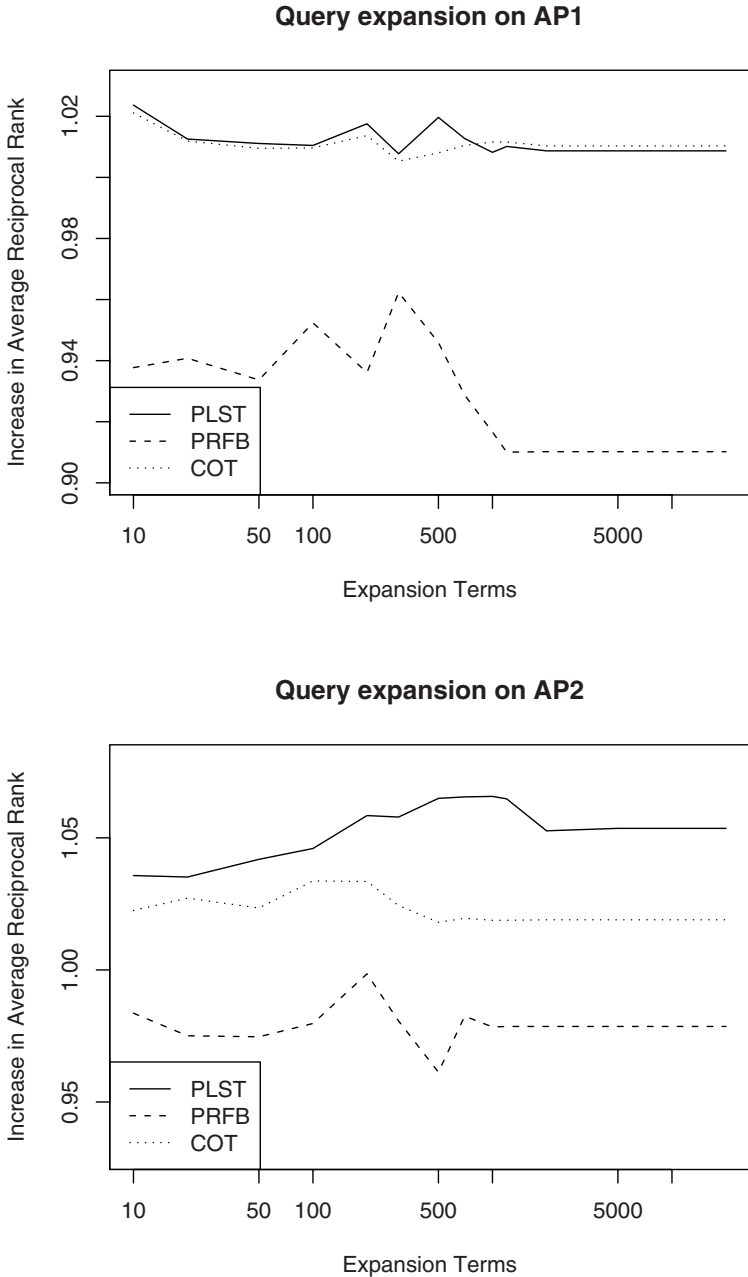 Query expansion on AP1
Increase in Average Reciprocal Rank
1.02
0.98
0.94
0.90
PLST
PRFB
COT
10 50 100 500 5000
Expansion Terms
Query expansion on AP2
Increase in Average Reciprocal Rank
1.05
1.00
0.95
PLST
PRFB
COT
10 50 100 500 5000
Expansion Terms